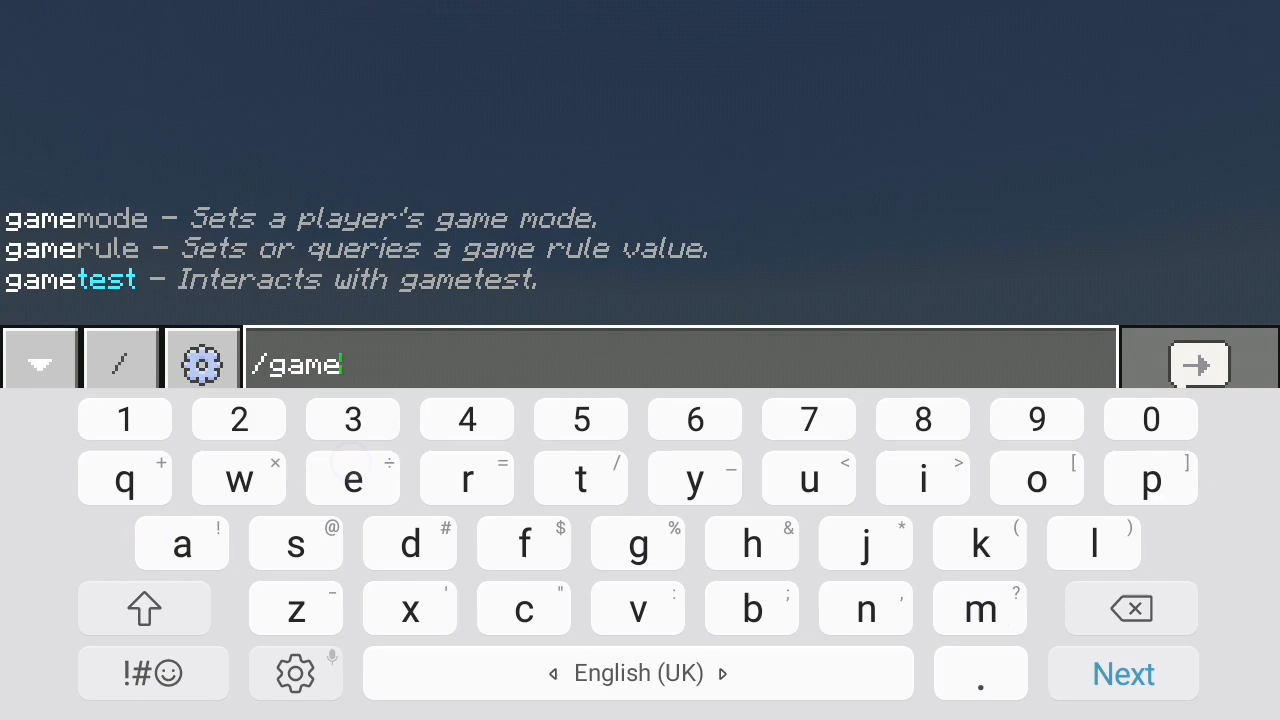 gamemode – Sets a player's game mode.
gamerule – Sets or queries a game rule value.
gametest – Interacts with gametest.
/ /game
1 2 3 4 5 6 7 8 9 0
q + w × e ÷ r = t / y _ u < i > o [ p ]
a ! s @ d # f $ g % h & j * k ( l )
z - x ' c " v : b ; n , m ?
!#☺ English (UK) . Next